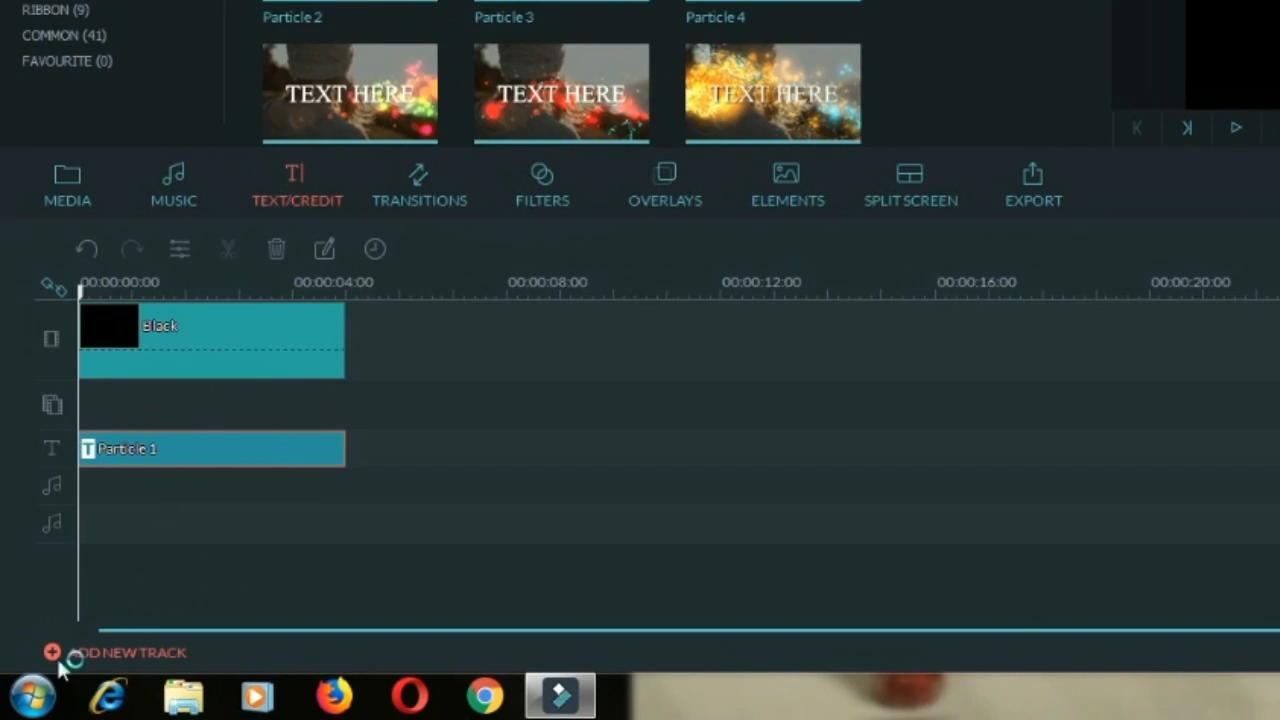 RIBBON (9)
COMMON (41)
FAVOURITE (0)
Particle 2
Particle 3
Particle 4
TEXT HERE
TEXT HERE
TEXT HERE
MEDIA
MUSIC
TEXT/CREDIT
TRANSITIONS
FILTERS
OVERLAYS
ELEMENTS
SPLIT SCREEN
EXPORT
00:00:00:00
00:00:04:00
00:00:08:00
00:00:12:00
00:00:16:00
00:00:20:00
Black
T Particle 1
ADD NEW TRACK